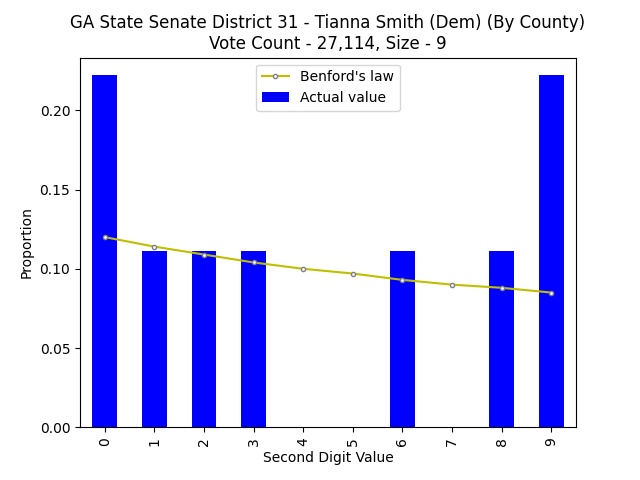 GA State Senate District 31 - Tianna Smith (Dem) (By County)
Vote Count - 27,114, Size - 9
Benford's law
Actual value
Proportion
0.20
0.15
0.10
0.05
0.00
0 1 2 3 4 5 6 7 8 9
Second Digit Value